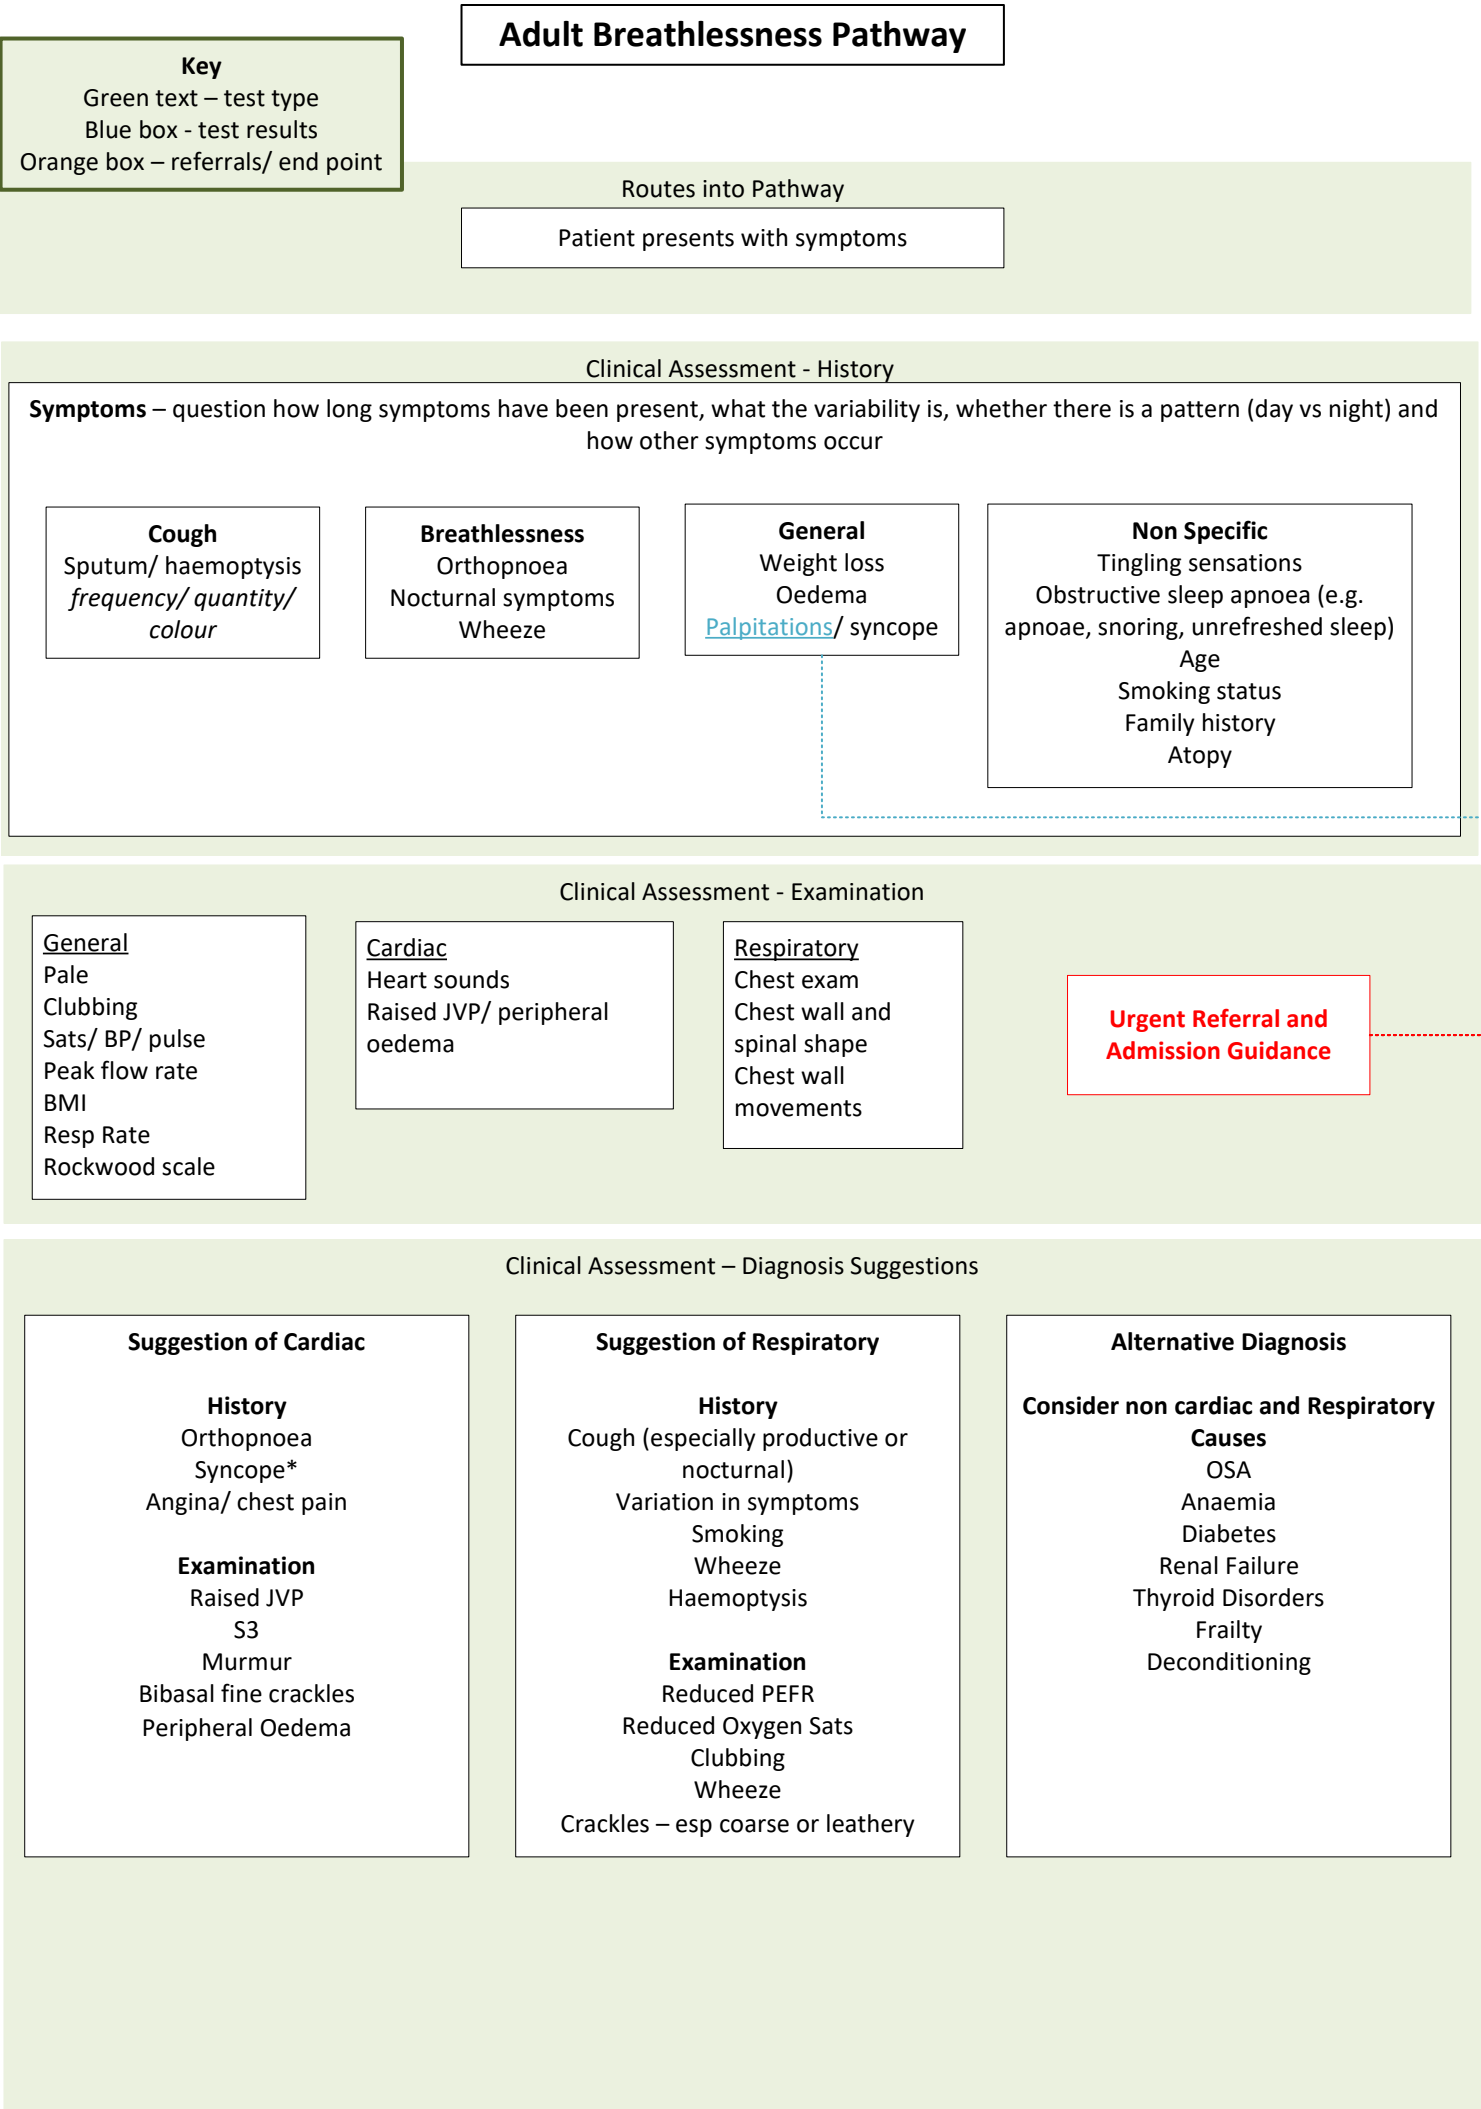 Adult Breathlessness Pathway
Key
Green text – test type
Blue box - test results
Orange box – referrals/ end point
Routes into Pathway
Patient presents with symptoms
Clinical Assessment - History
Symptoms – question how long symptoms have been present, what the variability is, whether there is a pattern (day vs night) and
how other symptoms occur
Cough
Sputum/ haemoptysis
frequency/ quantity/
colour
Breathlessness
Orthopnoea
Nocturnal symptoms
Wheeze
General
Weight loss
Oedema
Palpitations/ syncope
Non Specific
Tingling sensations
Obstructive sleep apnoea (e.g.
apnoae, snoring, unrefreshed sleep)
Age
Smoking status
Family history
Atopy
Clinical Assessment - Examination
General
Pale
Clubbing
Sats/ BP/ pulse
Peak flow rate
BMI
Resp Rate
Rockwood scale
Cardiac
Heart sounds
Raised JVP/ peripheral
oedema
Respiratory
Chest exam
Chest wall and
spinal shape
Chest wall
movements
Urgent Referral and
Admission Guidance
Clinical Assessment – Diagnosis Suggestions
Suggestion of Cardiac
History
Orthopnoea
Syncope*
Angina/ chest pain
Examination
Raised JVP
S3
Murmur
Bibasal fine crackles
Peripheral Oedema
Suggestion of Respiratory
History
Cough (especially productive or
nocturnal)
Variation in symptoms
Smoking
Wheeze
Haemoptysis
Examination
Reduced PEFR
Reduced Oxygen Sats
Clubbing
Wheeze
Crackles – esp coarse or leathery
Alternative Diagnosis
Consider non cardiac and Respiratory
Causes
OSA
Anaemia
Diabetes
Renal Failure
Thyroid Disorders
Frailty
Deconditioning